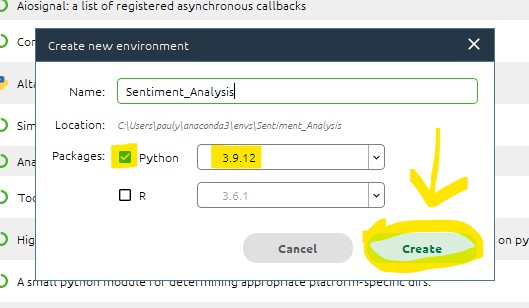 Aiosignal: a list of registered asynchronous callbacks
Con
Create new environment
Alta
Name: Sentiment_Analysis
Sim
Location: C:\Users\pauly\anaconda3\envs\Sentiment_Analysis
Ana
Packages: Python 3.9.12
Too
R 3.6.1
High
on py
Cancel Create
A small python module for determining appropriate platform-specific dirs.